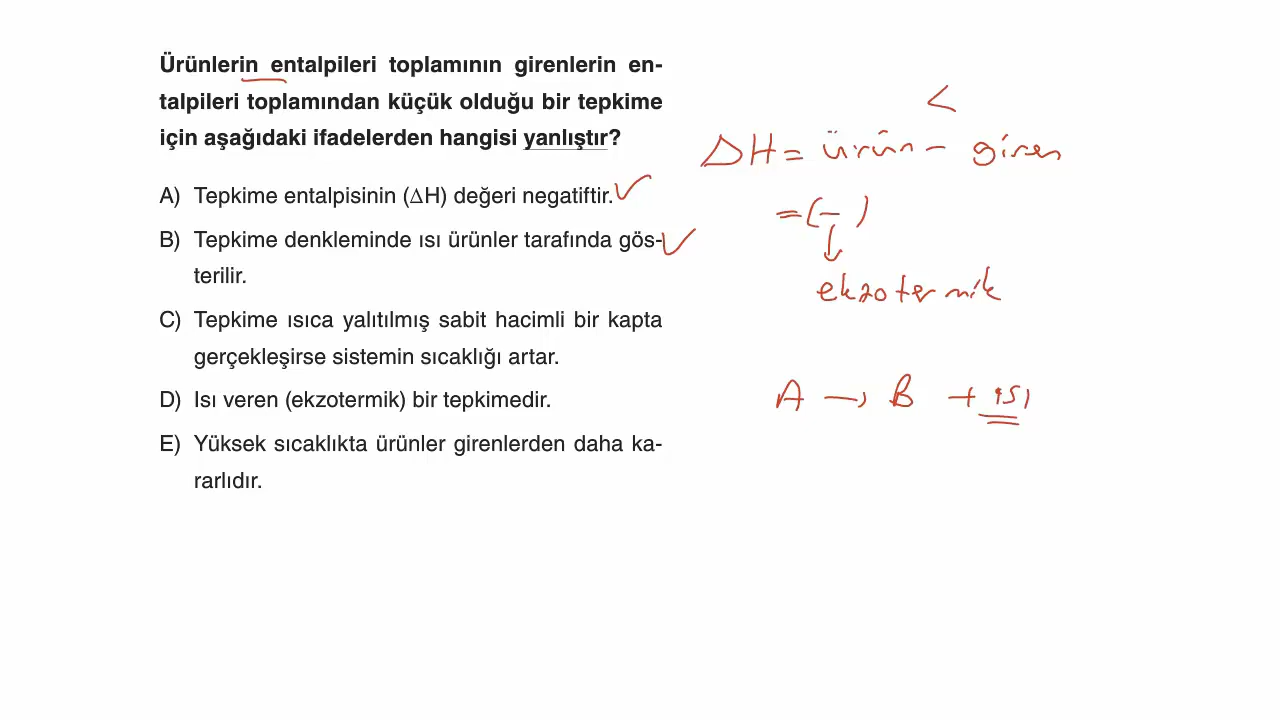 Ürünlerin entalpileri toplamının girenlerin en-
talpileri toplamından küçük olduğu bir tepkime
için aşağıdaki ifadelerden hangisi yanlıştır?
A) Tepkime entalpisinin (ΔH) değeri negatiftir.
B) Tepkime denkleminde ısı ürünler tarafında gös-
terilir.
C) Tepkime ısıca yalıtılmış sabit hacimli bir kapta
gerçekleşirse sistemin sıcaklığı artar.
D) Isı veren (ekzotermik) bir tepkimedir.
E) Yüksek sıcaklıkta ürünler girenlerden daha ka-
rarlıdır.
<
ΔH = ürün - giren
= (-)
ekzotermik
A → B + ısı